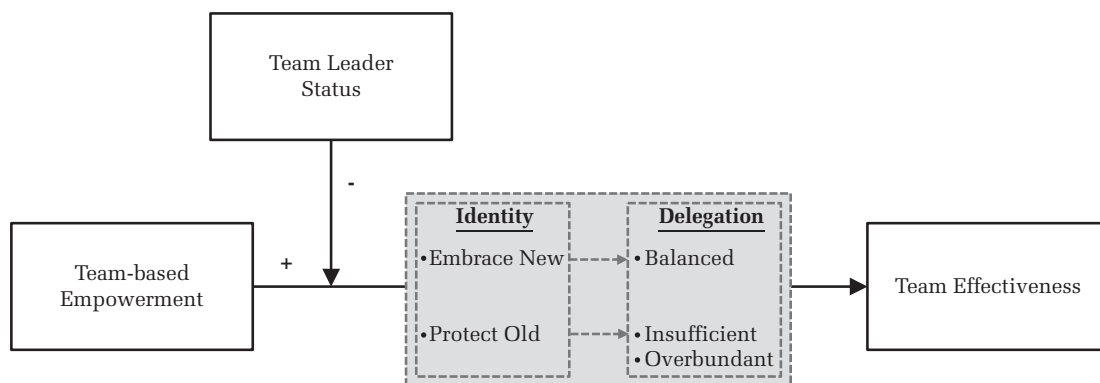 Team Leader
Status
-
+
Team-based
Empowerment
Identity
•Embrace New
•Protect Old
Delegation
•Balanced
•Insufficient
•Overbundant
Team Effectiveness